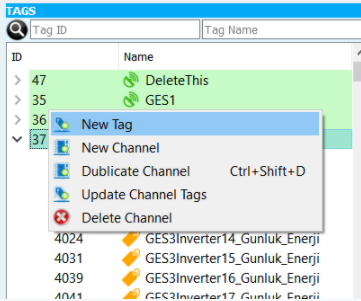 TAGS
Tag ID Tag Name
ID Name
47 DeleteThis
35 GES1
36
37
New Tag
New Channel
Dublicate Channel Ctrl+Shift+D
Update Channel Tags
Delete Channel
4024 GES3Inverter14_Gunluk_Enerji
4031 GES3Inverter15_Gunluk_Enerji
4039 GES3Inverter16_Gunluk_Enerji
4041 GES3Inverter17_Gunluk_Enerji